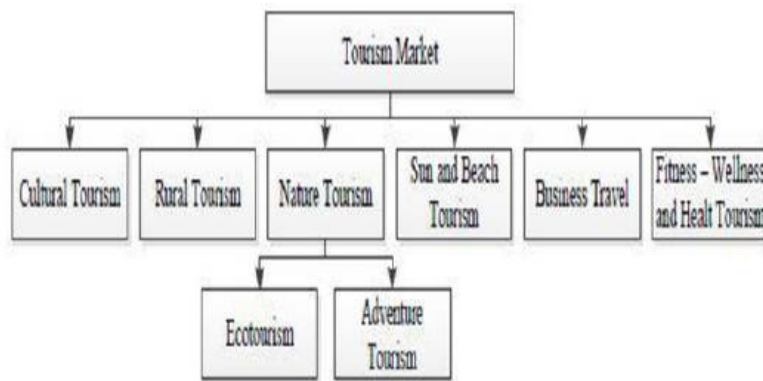 Tourism Market
Cultural Tourism
Rural Tourism
Nature Tourism
Sun and Beach
Tourism
Business Travel
Fitness – Wellness
and Healt Tourism
Ecotourism
Adventure
Tourism